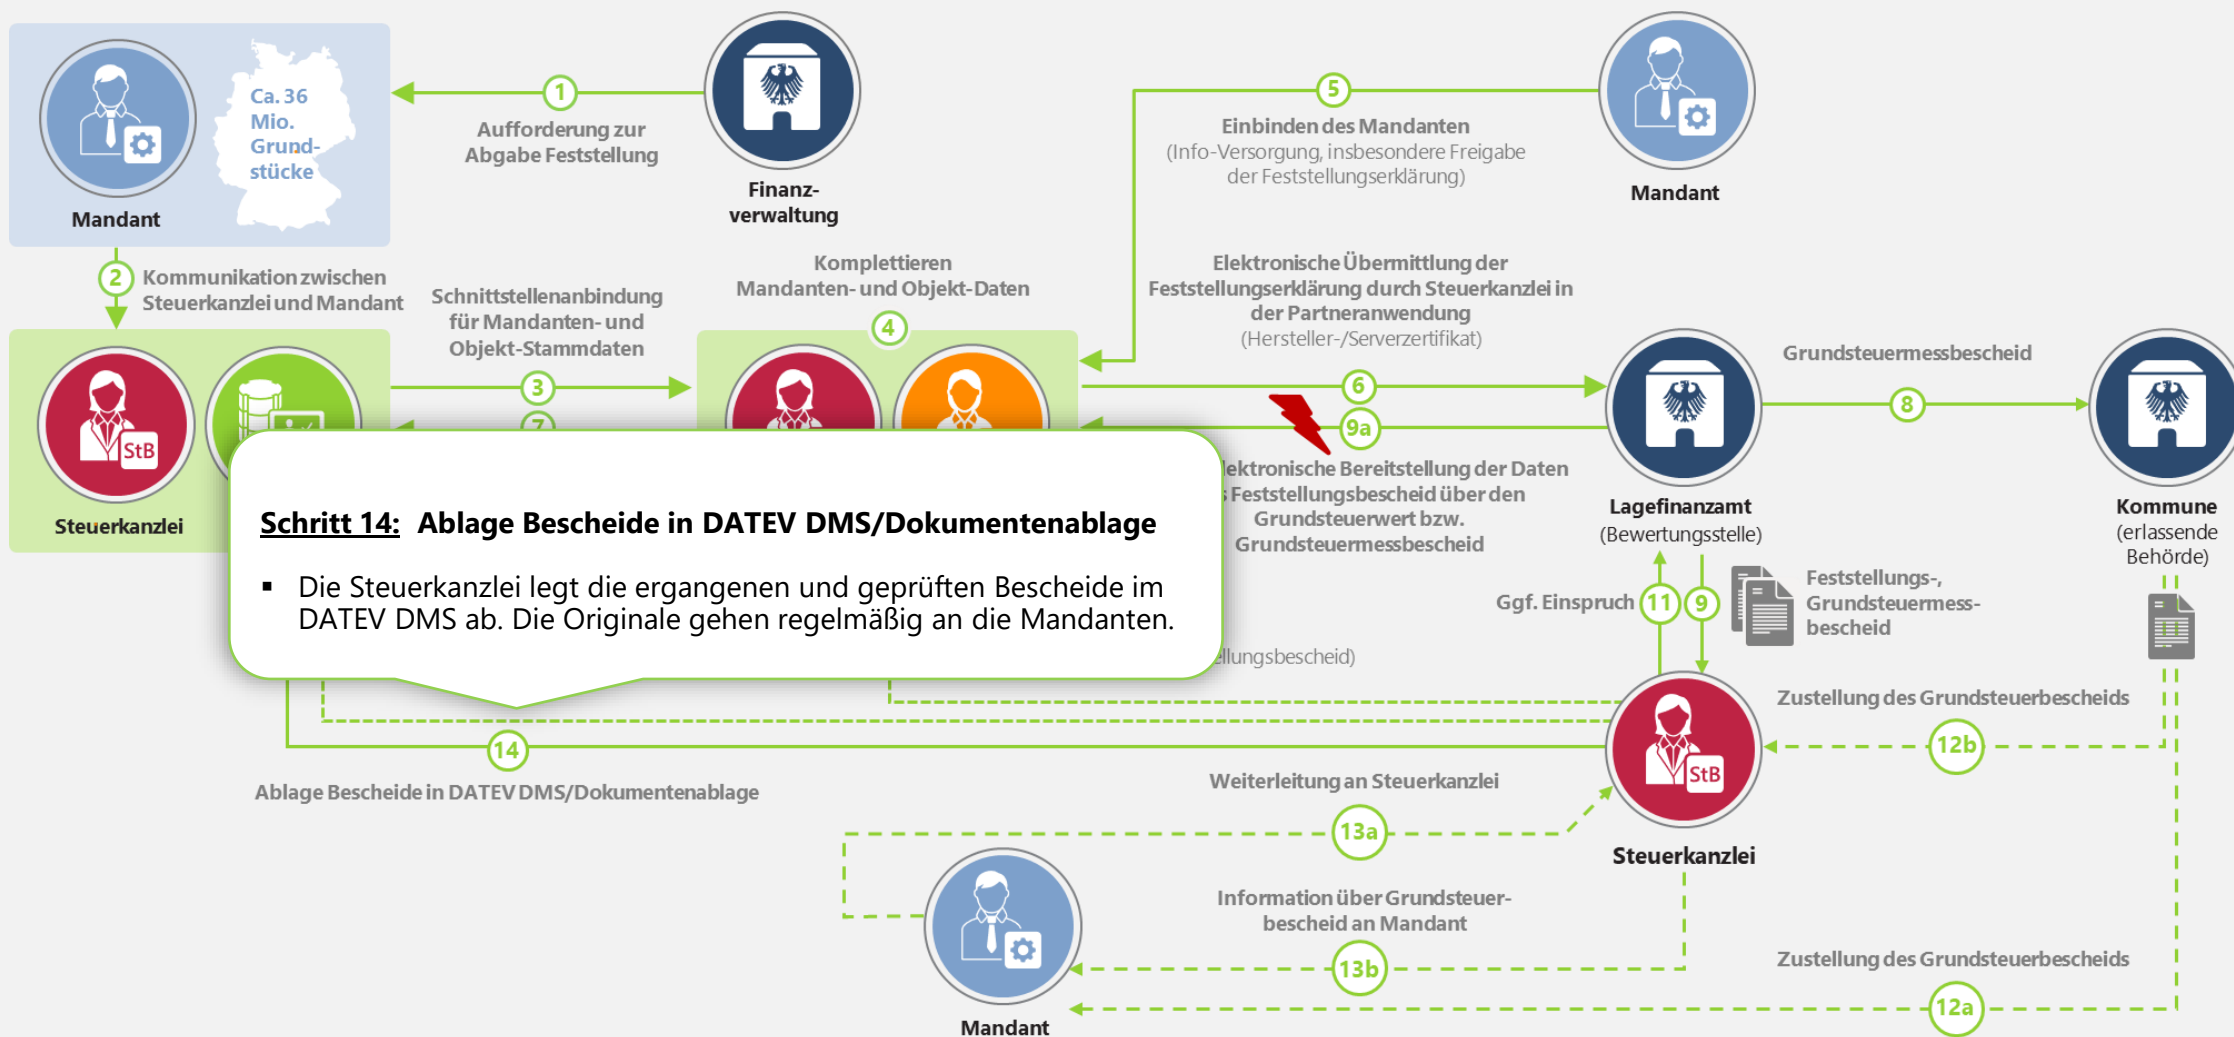 Ca. 36
Mio.
Grund-
stücke
Mandant
1
Aufforderung zur
Abgabe Feststellung
Finanz-
verwaltung
5
Einbinden des Mandanten
(Info-Versorgung, insbesondere Freigabe
der Feststellungserklärung)
Mandant
2
Kommunikation zwischen
Steuerkanzlei und Mandant
Schnittstellenanbindung
für Mandanten- und
Objekt-Stammdaten
3
7
Komplettieren
Mandanten- und Objekt-Daten
4
Elektronische Übermittlung der
Feststellungserklärung durch Steuerkanzlei in
der Partneranwendung
(Hersteller-/Serverzertifikat)
6
9a
Grundsteuermessbescheid
8
StB
Steuerkanzlei
lektronische Bereitstellung der Daten
s Feststellungsbescheid über den
Grundsteuerwert bzw.
Grundsteuermessbescheid
Lagefinanzamt
(Bewertungsstelle)
Kommune
(erlassende
Behörde)
Schritt 14: Ablage Bescheide in DATEV DMS/Dokumentenablage
▪ Die Steuerkanzlei legt die ergangenen und geprüften Bescheide im
DATEV DMS ab. Die Originale gehen regelmäßig an die Mandanten.
Ggf. Einspruch
11
9
Feststellungs-,
Grundsteuermess-
bescheid
ellungsbescheid)
Zustellung des Grundsteuerbescheids
12b
14
Ablage Bescheide in DATEV DMS/Dokumentenablage
StB
Steuerkanzlei
Weiterleitung an Steuerkanzlei
13a
Information über Grundsteuer-
bescheid an Mandant
13b
Zustellung des Grundsteuerbescheids
12a
Mandant